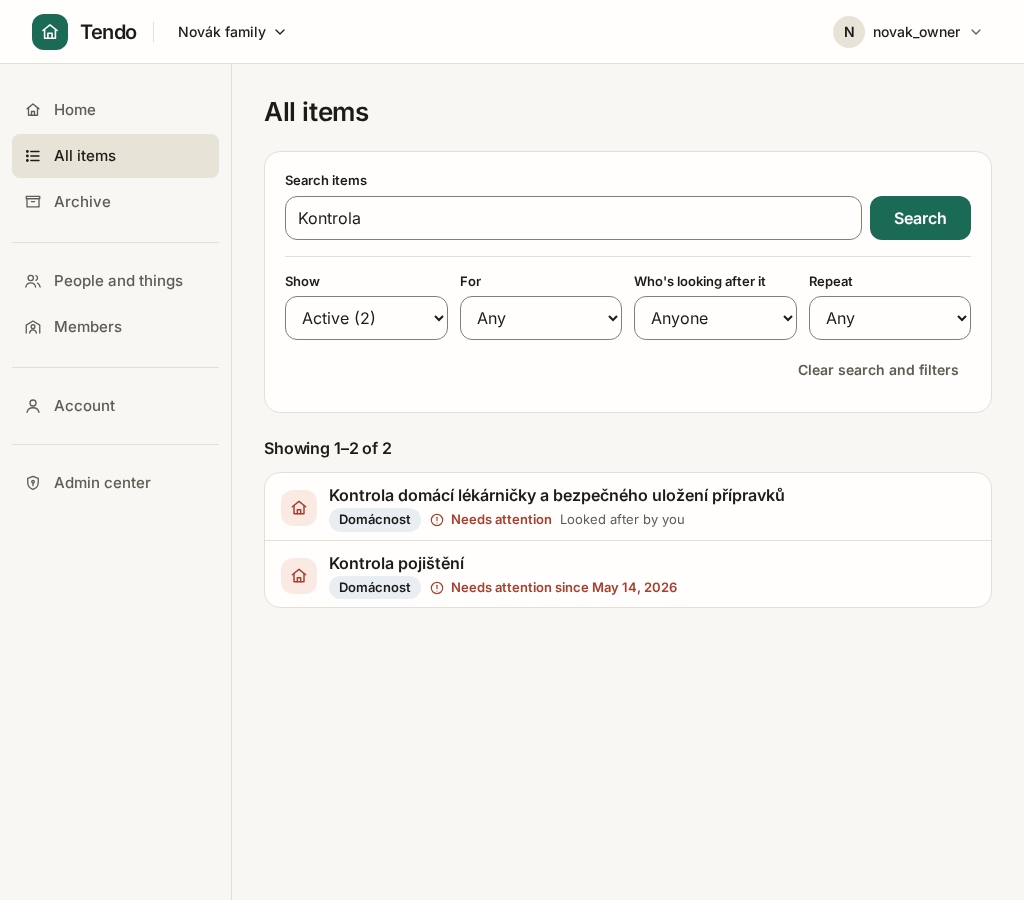 Tendo
Novák family
N
novak_owner
Home
All items
Archive
People and things
Members
Account
Admin center
All items
Search items
Kontrola
Search
Show
For
Who's looking after it
Repeat
Active (2)
Any
Anyone
Any
Clear search and filters
Showing 1–2 of 2
Kontrola domácí lékárničky a bezpečného uložení přípravků
Domácnost Needs attention Looked after by you
Kontrola pojištění
Domácnost Needs attention since May 14, 2026